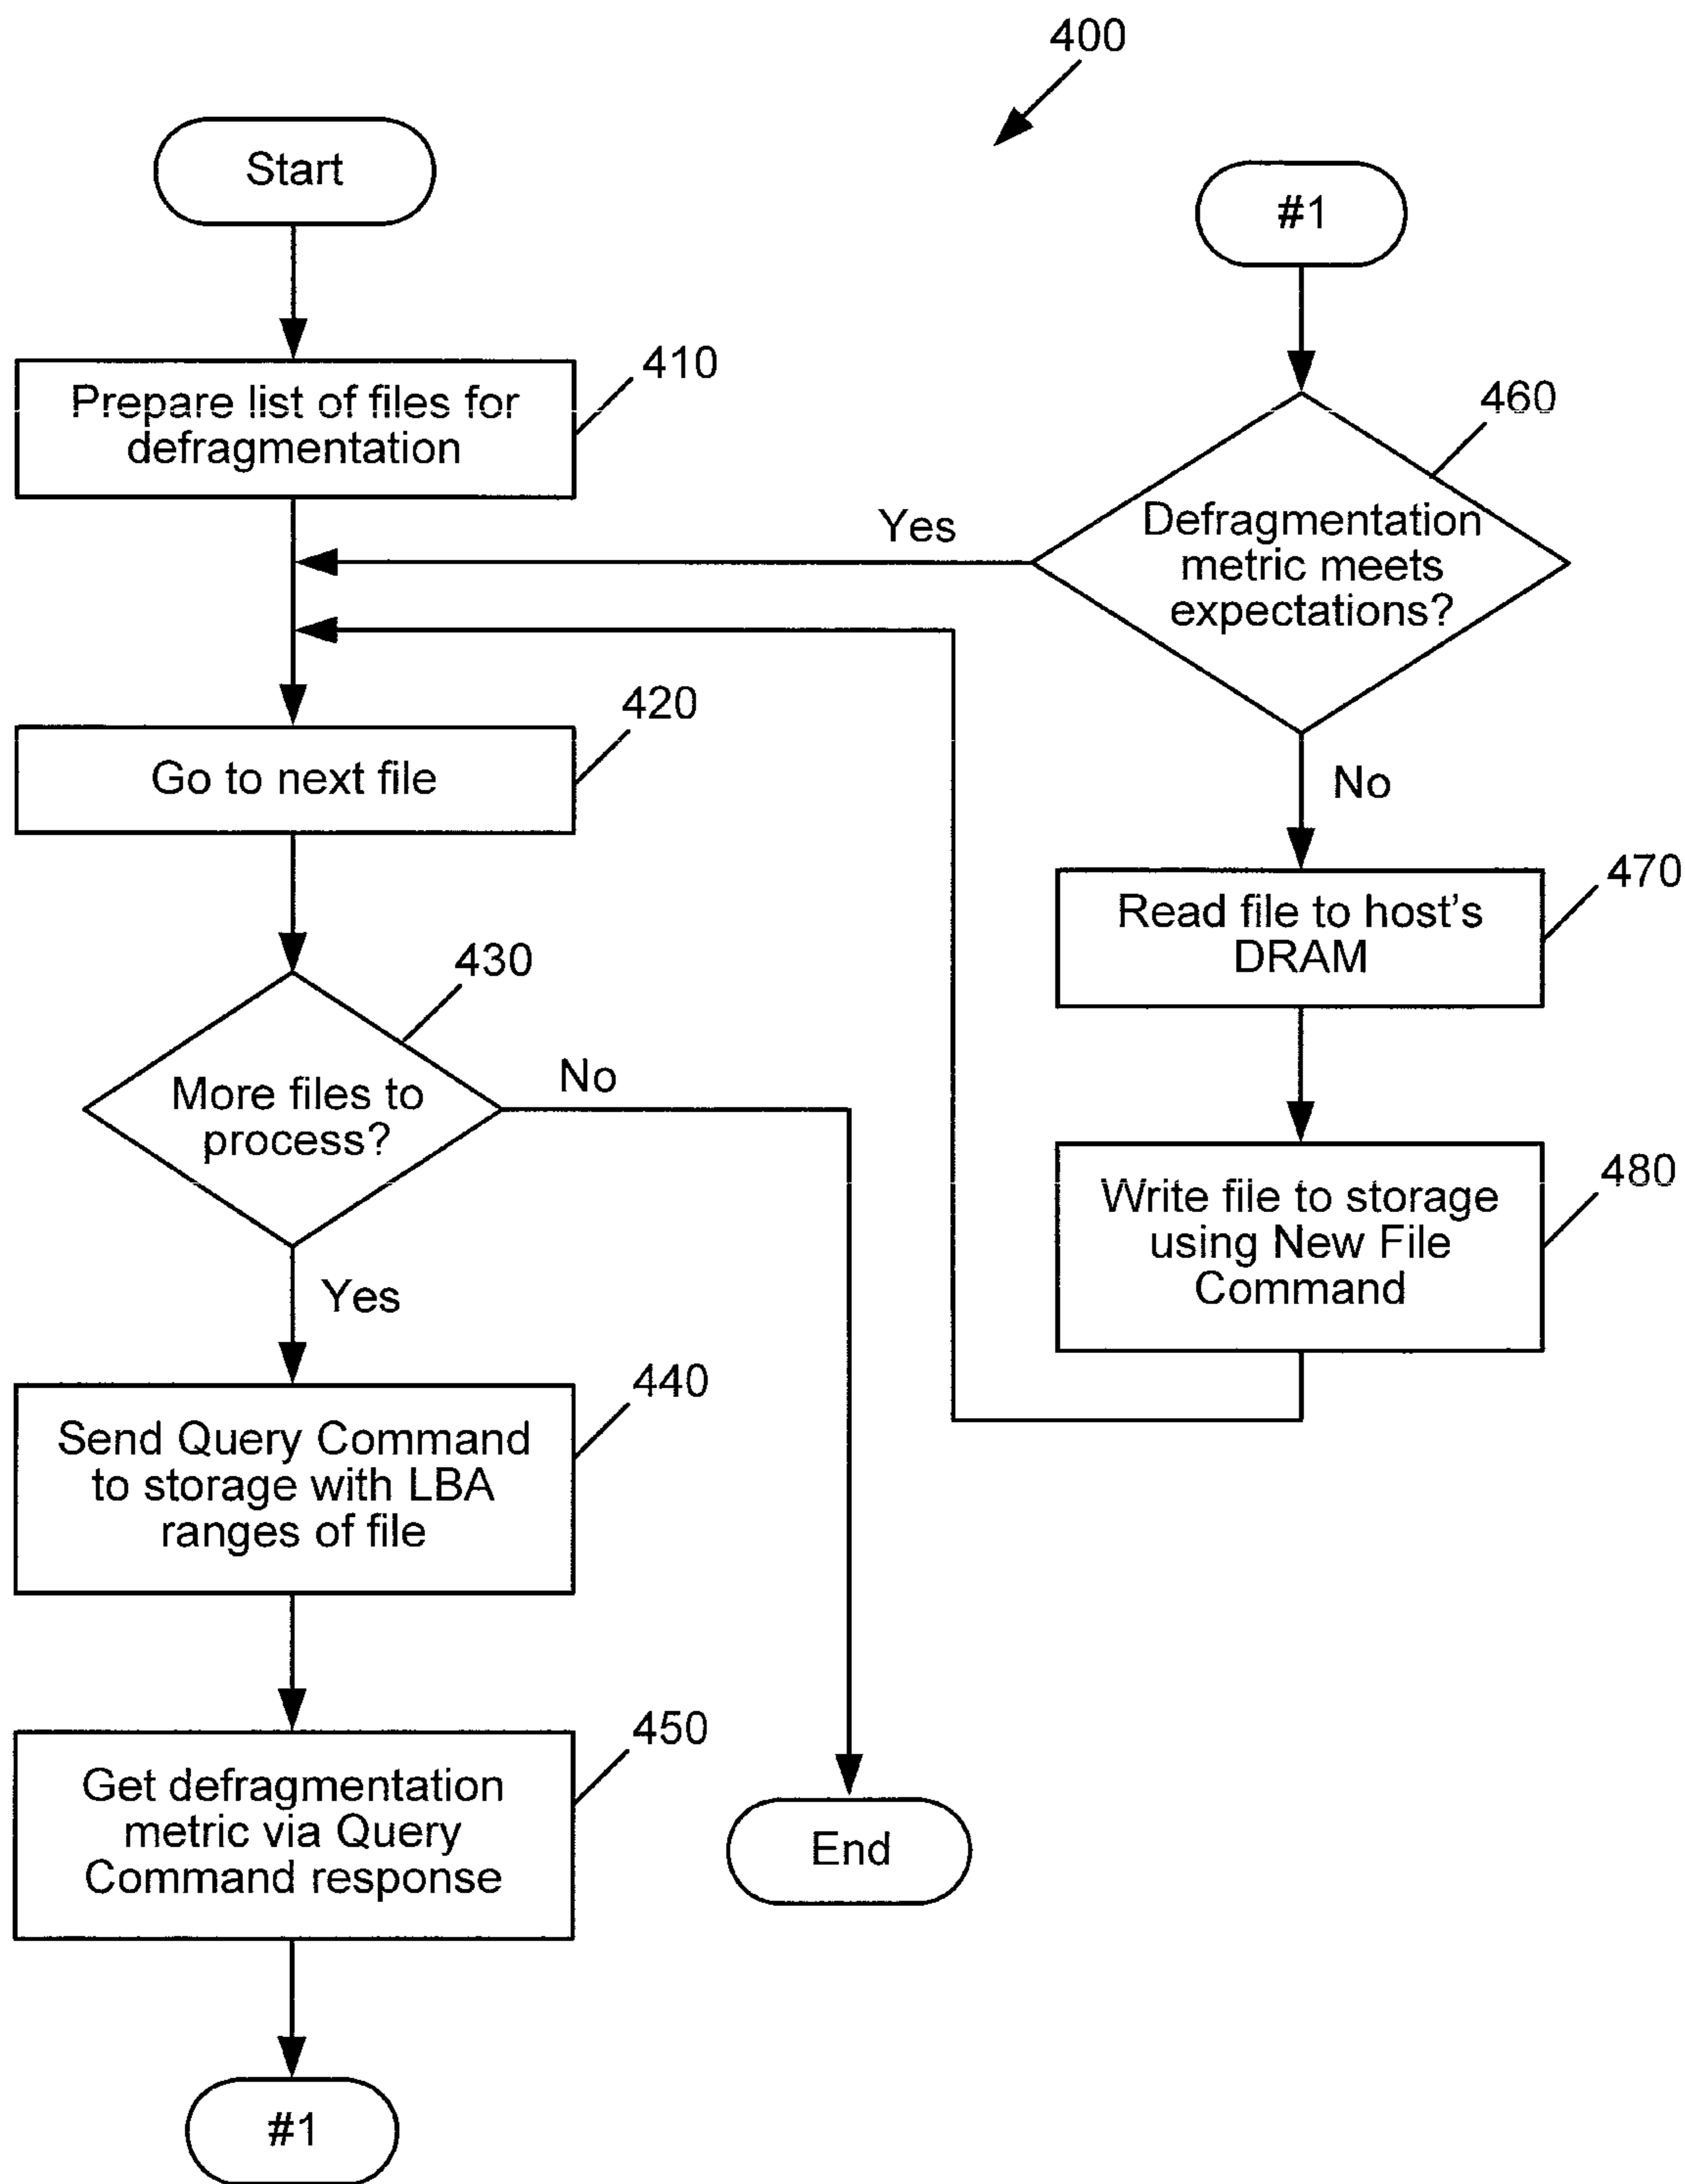 400
Start
Prepare list of files for
defragmentation
410
Go to next file
420
More files to
process?
430
No
Yes
Send Query Command
to storage with LBA
ranges of file
440
Get defragmentation
metric via Query
Command response
450
#1
End
#1
Defragmentation
metric meets
expectations?
460
Yes
No
Read file to host's
DRAM
470
Write file to storage
using New File
Command
480